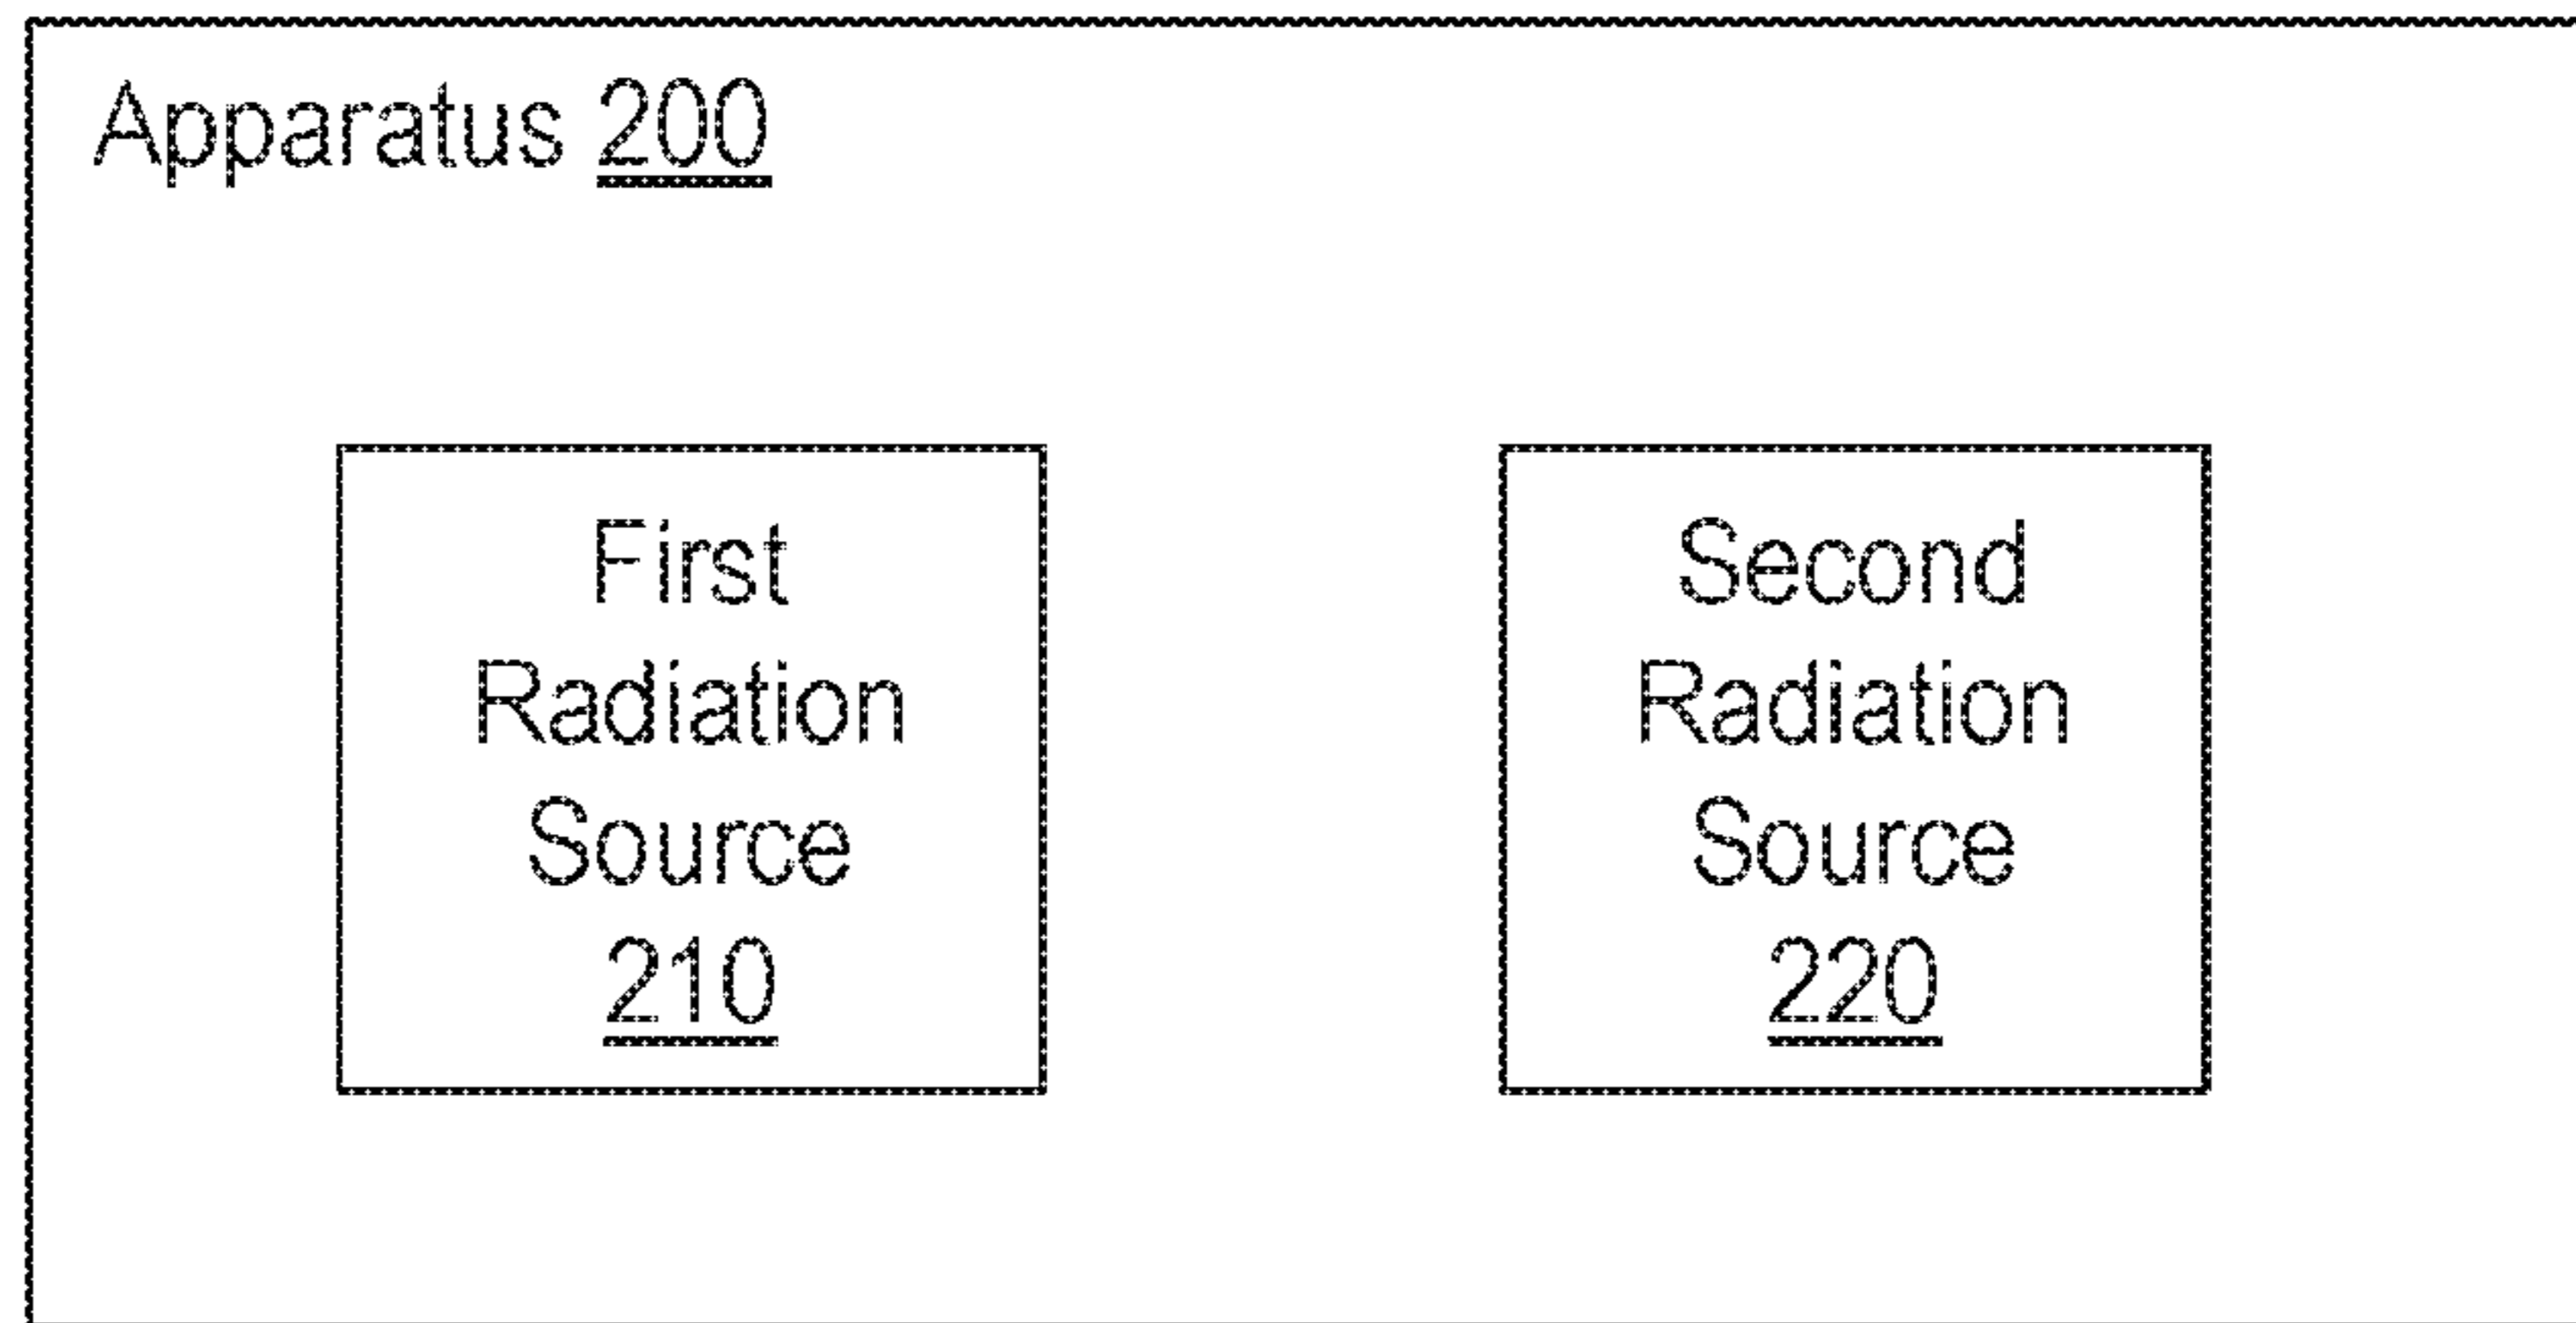 Apparatus 200
First
Radiation
Source
210
Second
Radiation
Source
220